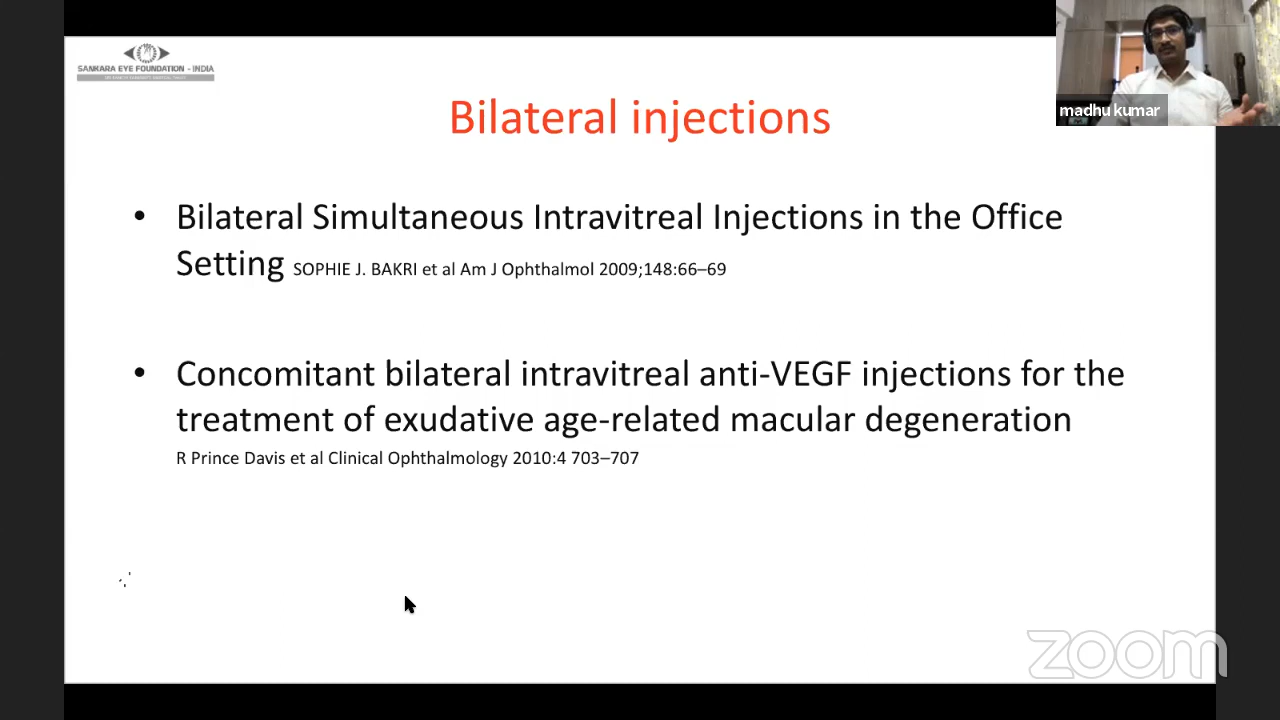 SANKARA EYE FOUNDATION - INDIA
madhu kumar
Bilateral injections
• Bilateral Simultaneous Intravitreal Injections in the Office
Setting SOPHIE J. BAKRI et al Am J Ophthalmol 2009;148:66–69
• Concomitant bilateral intravitreal anti-VEGF injections for the
treatment of exudative age-related macular degeneration
R Prince Davis et al Clinical Ophthalmology 2010:4 703–707
zoom